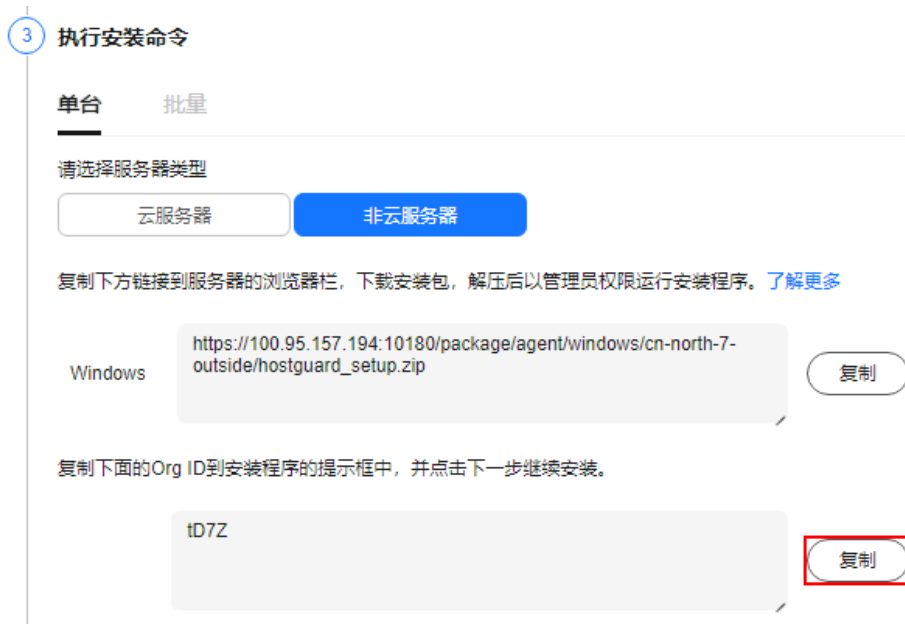 3
执行安装命令
单台 批量
请选择服务器类型
云服务器 非云服务器
复制下方链接到服务器的浏览器栏，下载安装包，解压后以管理员权限运行安装程序。了解更多
https://100.95.157.194:10180/package/agent/windows/cn-north-7-
Windows outside/hostguard_setup.zip 复制
复制下面的Org ID到安装程序的提示框中，并点击下一步继续安装。
tD7Z
复制